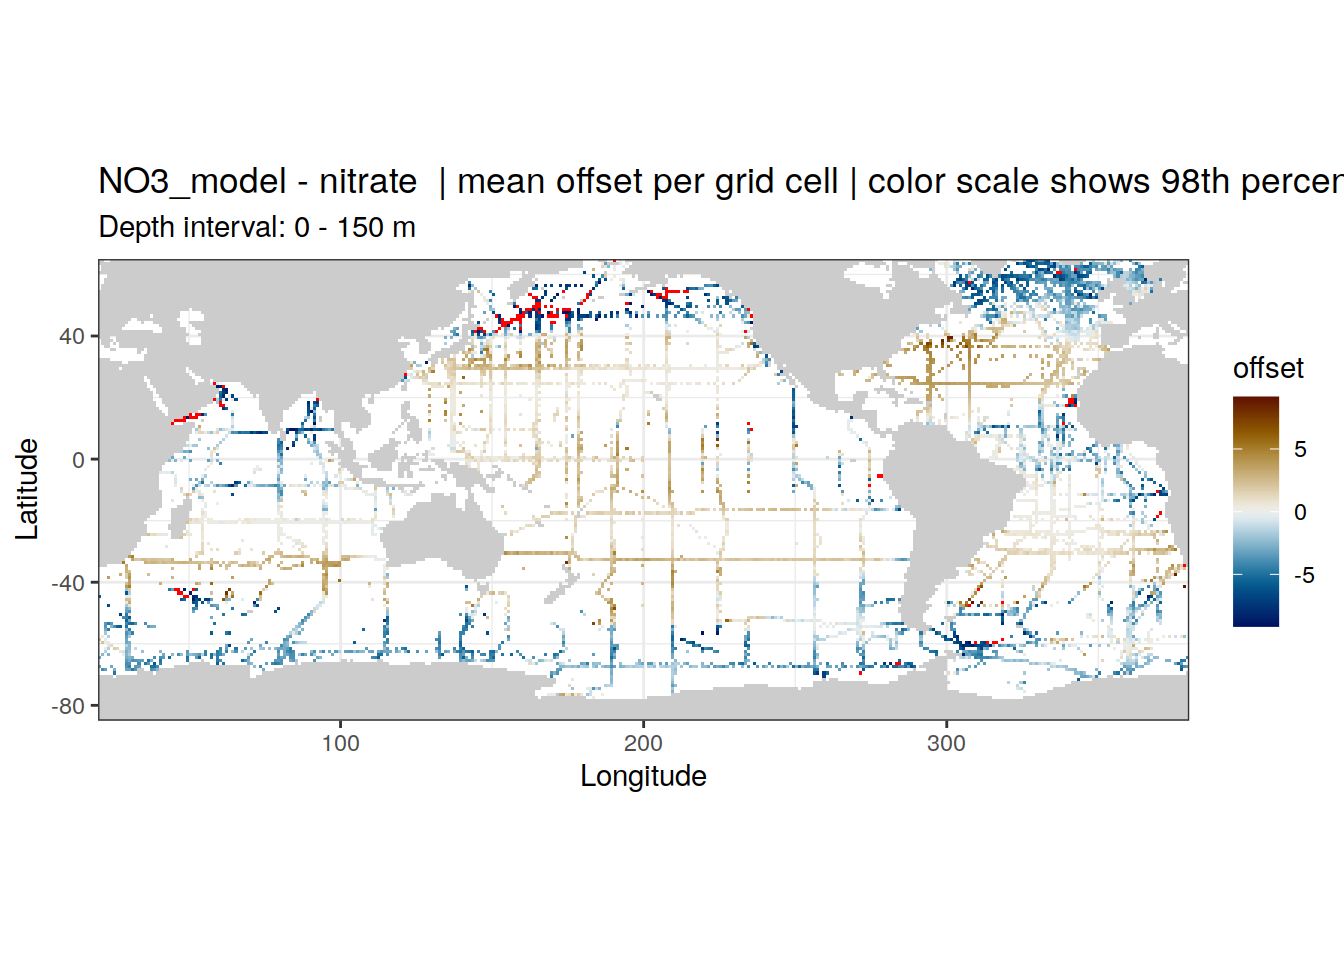 NO3_model - nitrate  | mean offset per grid cell | color scale shows 98th percen
Depth interval: 0 - 150 m
offset
5
0
-5
40
0
-40
-80
Latitude
100
200
300
Longitude